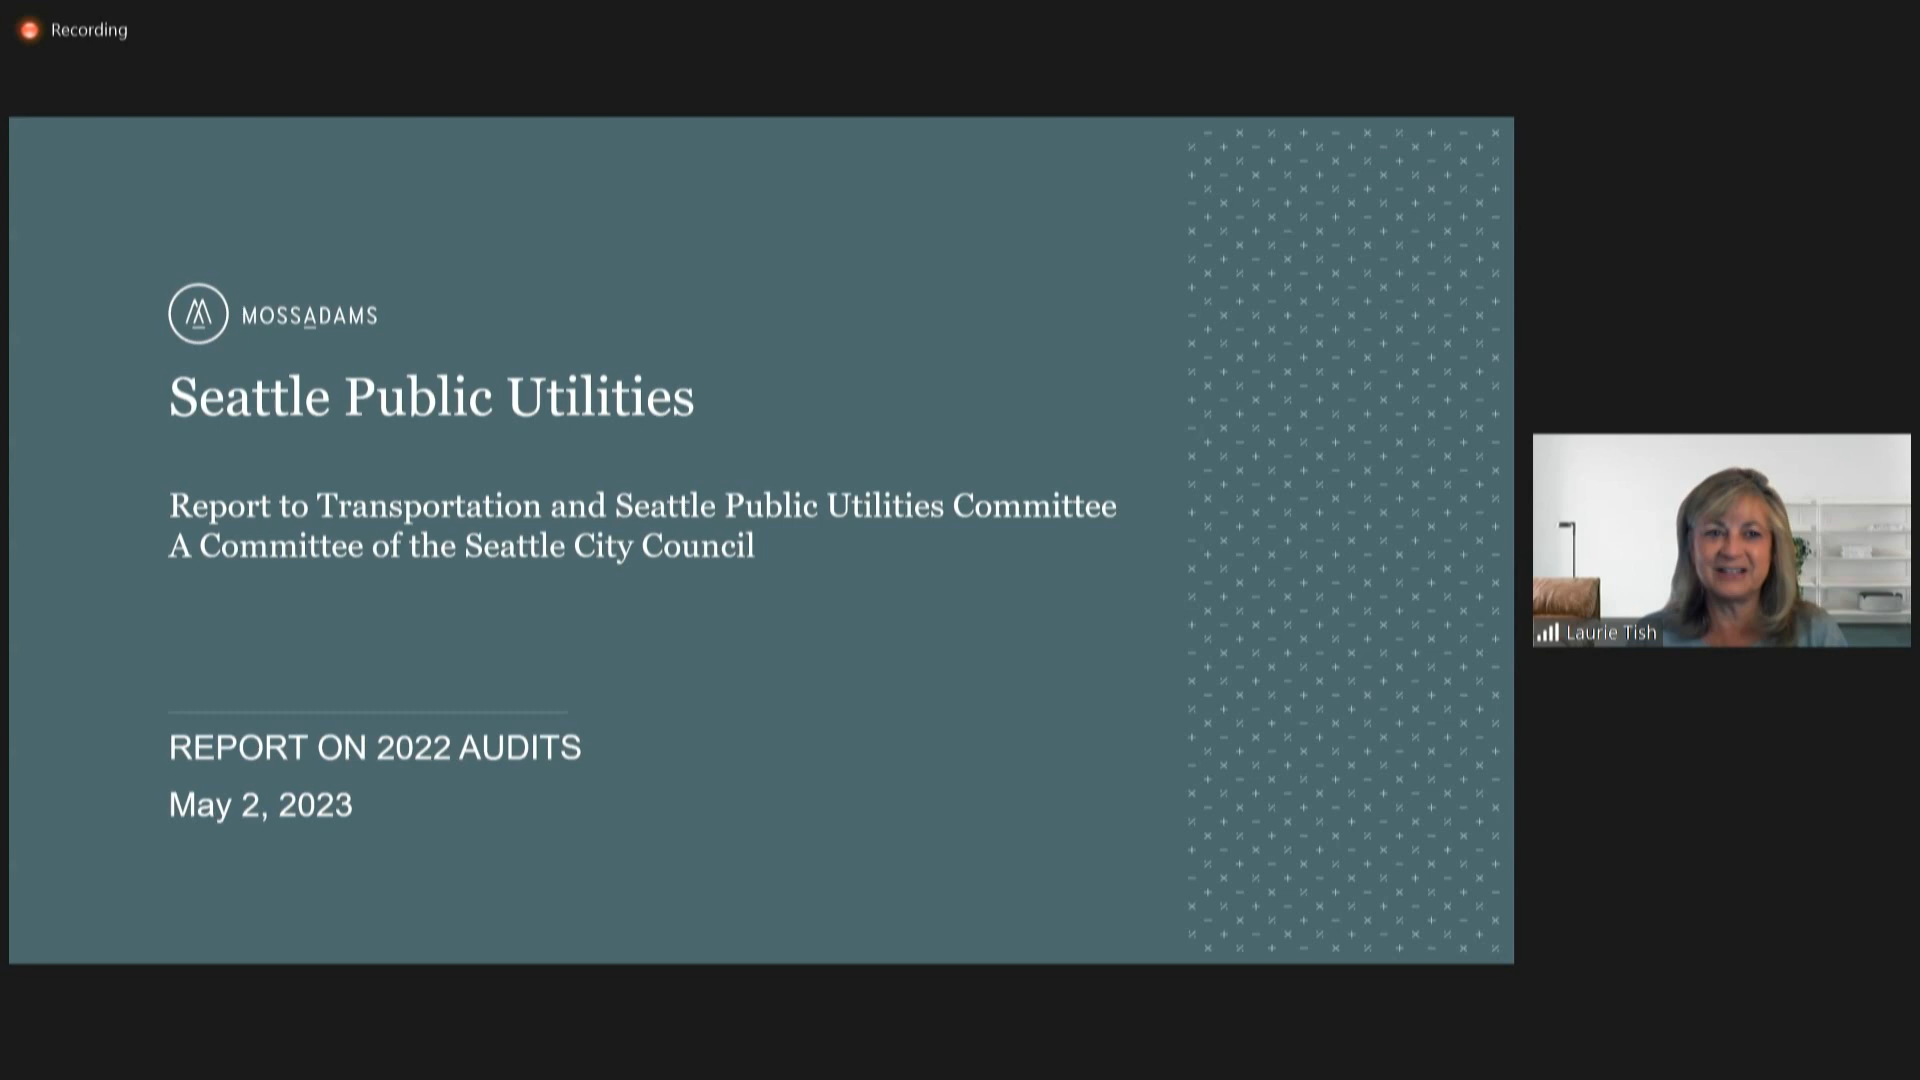 Recording
MOSSADAMS
Seattle Public Utilities
Report to Transportation and Seattle Public Utilities Committee
A Committee of the Seattle City Council
REPORT ON 2022 AUDITS
May 2, 2023
Laurie Tish